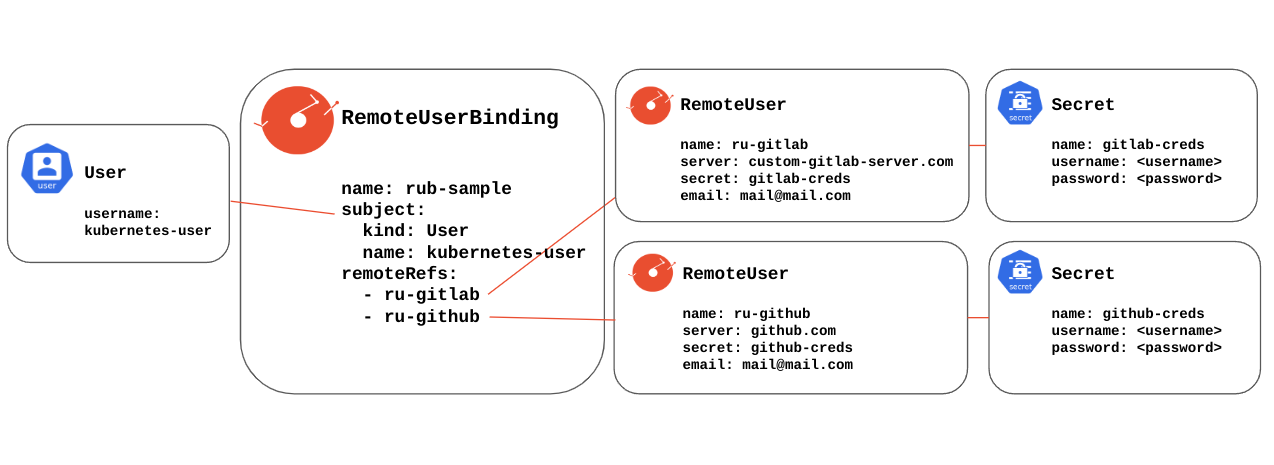 user
User
username:
kubernetes-user
RemoteUserBinding
name: rub-sample
subject:
kind: User
name: kubernetes-user
remoteRefs:
- ru-gitlab
- ru-github
RemoteUser
name: ru-gitlab
server: custom-gitlab-server.com
secret: gitlab-creds
email: mail@mail.com
secret
Secret
name: gitlab-creds
username: <username>
password: <password>
RemoteUser
name: ru-github
server: github.com
secret: github-creds
email: mail@mail.com
secret
Secret
name: github-creds
username: <username>
password: <password>